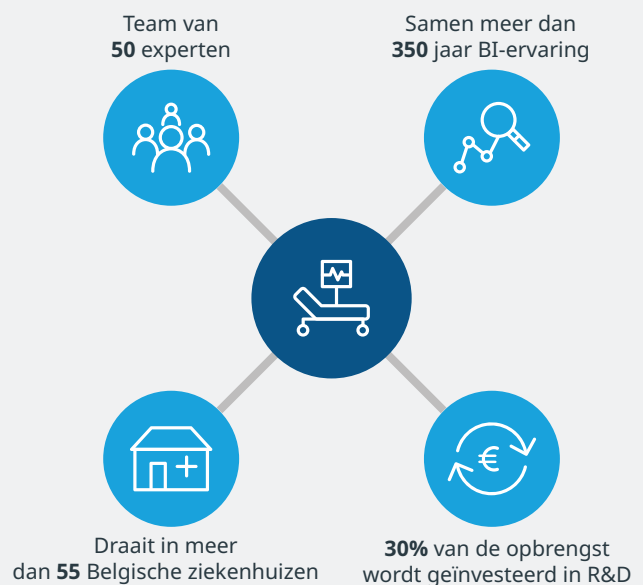 Team van
50 experten
Samen meer dan
350 jaar BI-ervaring
€
Draait in meer
dan 55 Belgische ziekenhuizen
30% van de opbrengst
wordt geïnvesteerd in R&D